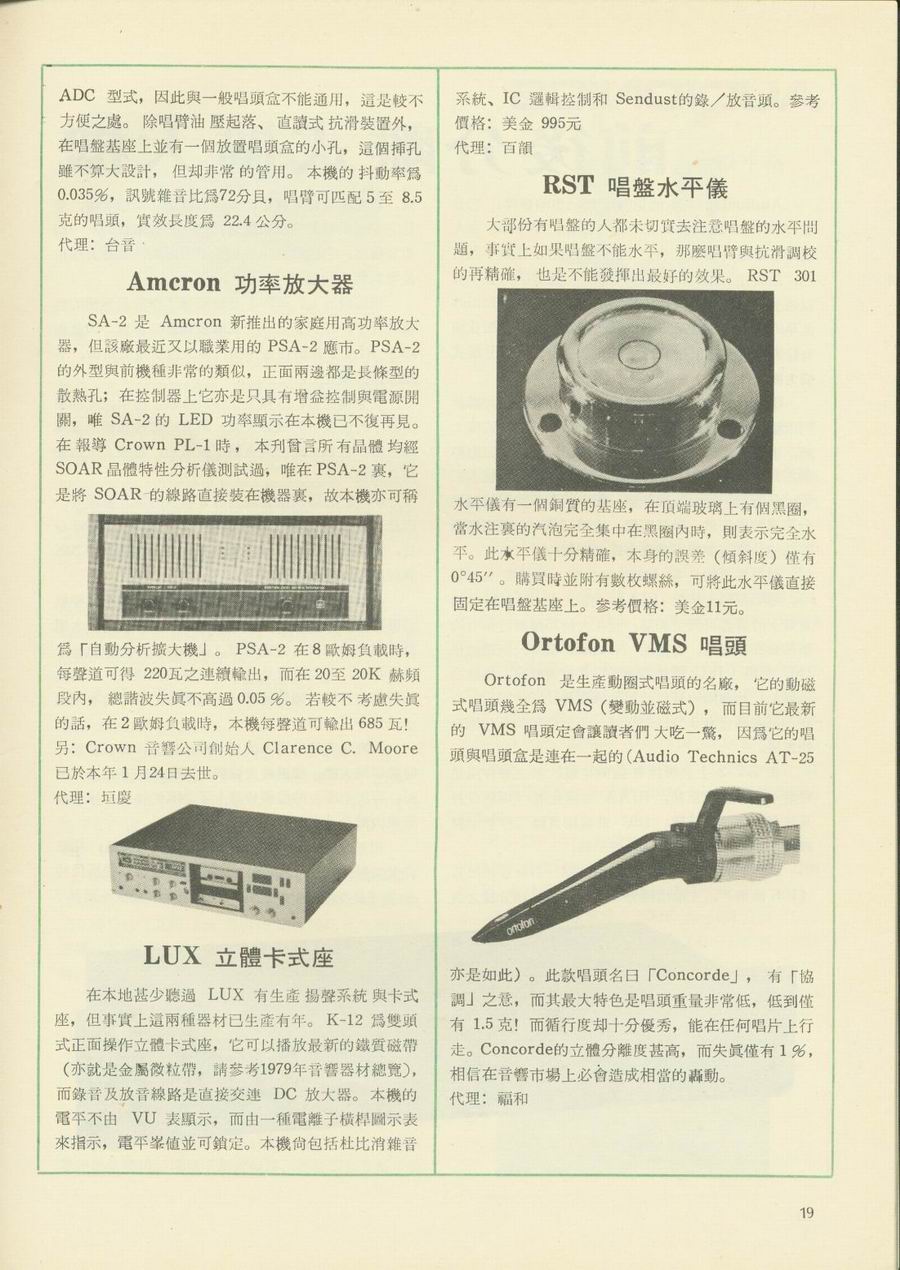 ADC 型式，因此與一般唱頭盒不能通用，這是較不
方便之處。除唱臂油壓起落、直讀式抗滑裝置外，
在唱盤基座上並有一個放置唱頭盒的小孔，這個揷孔
雖不算大設計，但却非常的管用。本機的抖動率爲
0.035%，訊號雜音比爲72分貝，唱臂可匹配 5 至 8.5
克的唱頭，實效長度爲 22.4 公分。
代理：台音
Amcron 功率放大器
SA-2 是 Amcron 新推出的家庭用高功率放大
器，但該廠最近又以職業用的 PSA-2 應市。PSA-2
的外型與前機種非常的類似，正面兩邊都是長條型的
散熱孔；在控制器上它亦是只具有增益控制與電源開
關，唯 SA-2 的 LED 功率顯示在本機已不復再見。
在報導 Crown PL-1 時，本刋曾言所有晶體均經
SOAR 晶體特性分析儀測試過，唯在 PSA-2 裏，它
是將 SOAR 的線路直接裝在機器裏，故本機亦可稱
爲「自動分析擴大機」。PSA-2 在 8 歐姆負載時，
每聲道可得 220瓦之連續輸出，而在 20至 20K 赫頻
段內，總諧波失眞不高過 0.05 %。若較不考慮失眞
的話，在 2 歐姆負載時，本機每聲道可輸出 685 瓦！
另：Crown 音響公司創始人 Clarence C. Moore
已於本年 1 月24日去世。
代理：垣慶
LUX 立體卡式座
在本地甚少聽過 LUX 有生產揚聲系統與卡式
座，但事實上這兩種器材已生產有年。K-12 爲雙頭
式正面操作立體卡式座，它可以播放最新的鐵質磁帶
（亦就是金屬微粒帶，請參考1979年音響器材總覽），
而錄音及放音線路是直接交連 DC 放大器。本機的
電平不由 VU 表顯示，而由一種電離子橫桿圖示表
來指示，電平峯値並可鎖定。本機尙包括杜比消雜音
系統、IC 邏輯控制和 Sendust的錄／放音頭。參考
價格：美金 995元
代理：百韻
RST 唱盤水平儀
大部份有唱盤的人都未切實去注意唱盤的水平問
題，事實上如果唱盤不能水平，那麼唱臂與抗滑調校
的再精確，也是不能發揮出最好的效果。RST 301
水平儀有一個銅質的基座，在頂端玻璃上有個黑圈，
當水注裏的汽泡完全集中在黑圈內時，則表示完全水
平。此水平儀十分精確，本身的誤差（傾斜度）僅有
0°45″ 。購買時並附有數枚螺絲，可將此水平儀直接
固定在唱盤基座上。參考價格：美金11元。
Ortofon VMS 唱頭
Ortofon 是生產動圈式唱頭的名廠，它的動磁
式唱頭幾全爲 VMS（變動並磁式），而目前它最新
的 VMS 唱頭定會讓讀者們大吃一驚，因爲它的唱
頭與唱頭盒是連在一起的（Audio Technics AT-25
ortofon
亦是如此）。此款唱頭名曰「Concorde」，有「協
調」之意，而其最大特色是唱頭重量非常低，低到僅
有 1.5 克！而循行度却十分優秀，能在任何唱片上行
走。Concorde的立體分離度甚高，而失眞僅有 1 %，
相信在音響市場上必會造成相當的轟動。
代理：福和
19